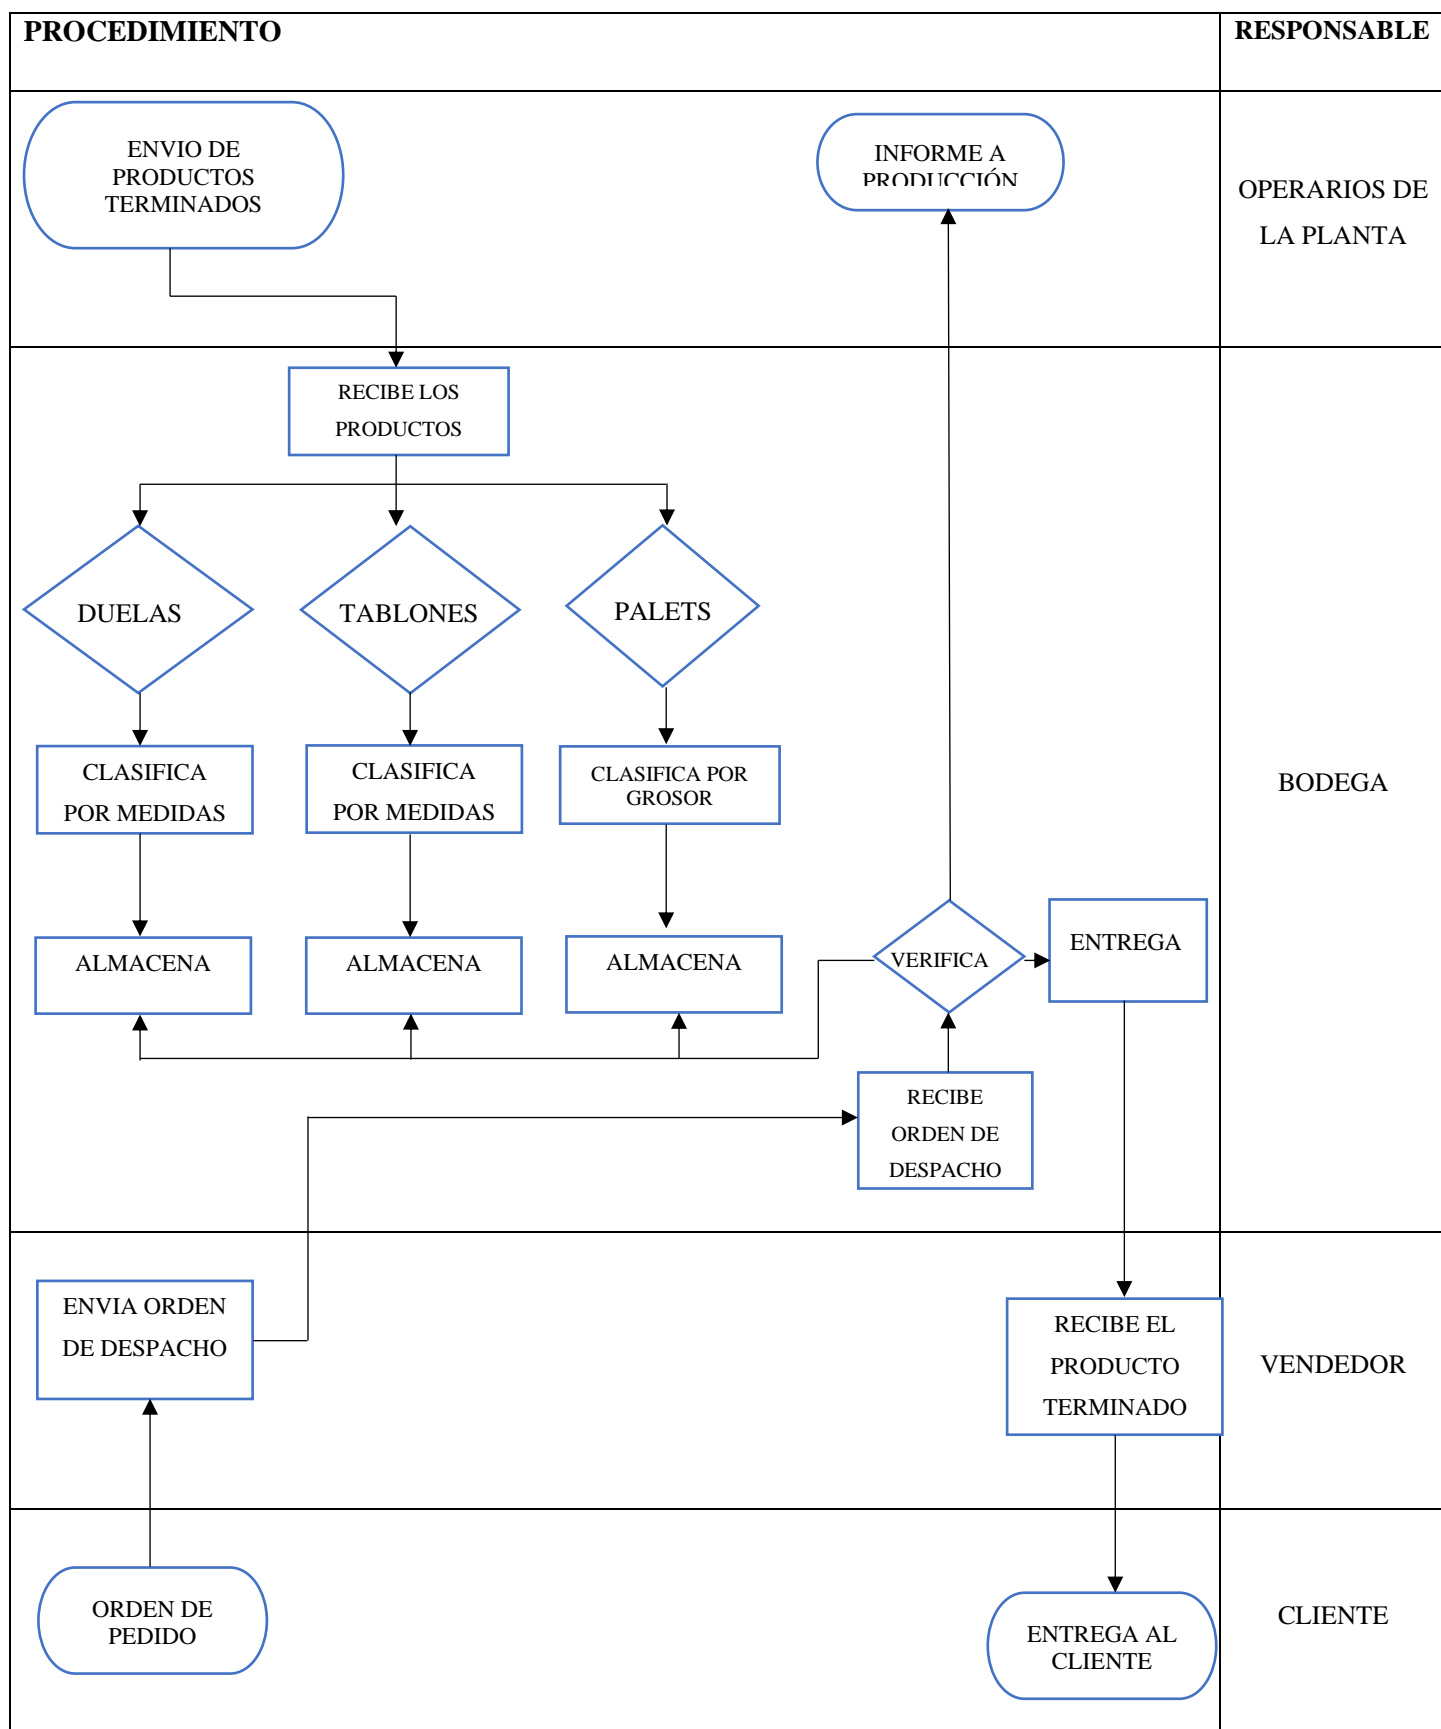 PROCEDIMIENTO
RESPONSABLE
ENVIO DE
PRODUCTOS
TERMINADOS
INFORME A
PRODUCCIÓN
OPERARIOS DE
LA PLANTA
RECIBE LOS
PRODUCTOS
DUELAS
TABLONES
PALETS
CLASIFICA
POR MEDIDAS
CLASIFICA
POR MEDIDAS
CLASIFICA POR
GROSOR
BODEGA
ALMACENA
ALMACENA
ALMACENA
VERIFICA
ENTREGA
RECIBE
ORDEN DE
DESPACHO
ENVIA ORDEN
DE DESPACHO
RECIBE EL
PRODUCTO
TERMINADO
VENDEDOR
ORDEN DE
PEDIDO
ENTREGA AL
CLIENTE
CLIENTE